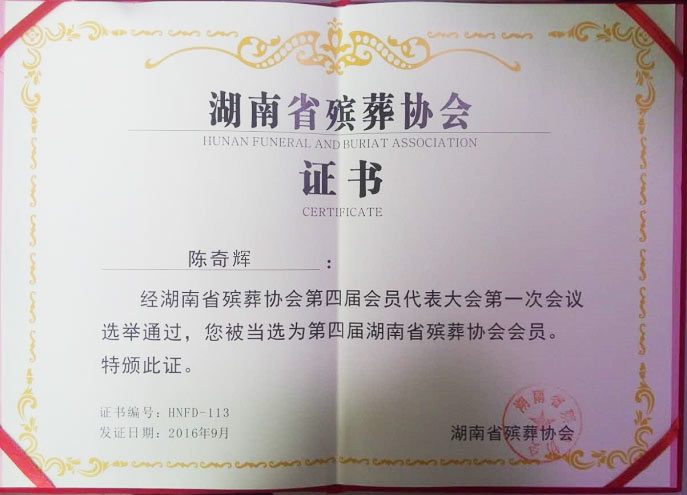 湖南省殡葬协会
HUNAN FUNERAL AND BURIAT ASSOCIATION
证书
CERTIFICATE
陈奇辉：
经湖南省殡葬协会第四届会员代表大会第一次会议
选举通过，您被当选为第四届湖南省殡葬协会会员。
特颁此证。
证书编号：HNFD-113
发证日期：2016年9月
湖南省殡葬协会